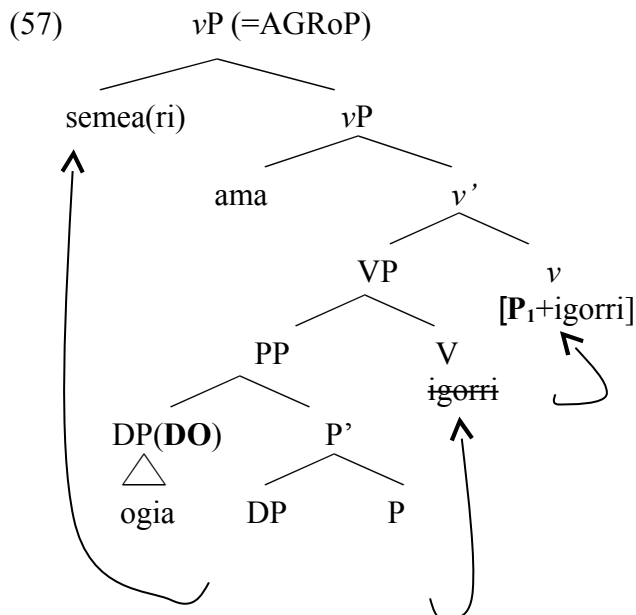 (57) vP (=AGRoP)
semea(ri) vP
ama v’
VP v
[P₁+igorri]
PP V
igorri
DP(DO) P’
ogia DP P